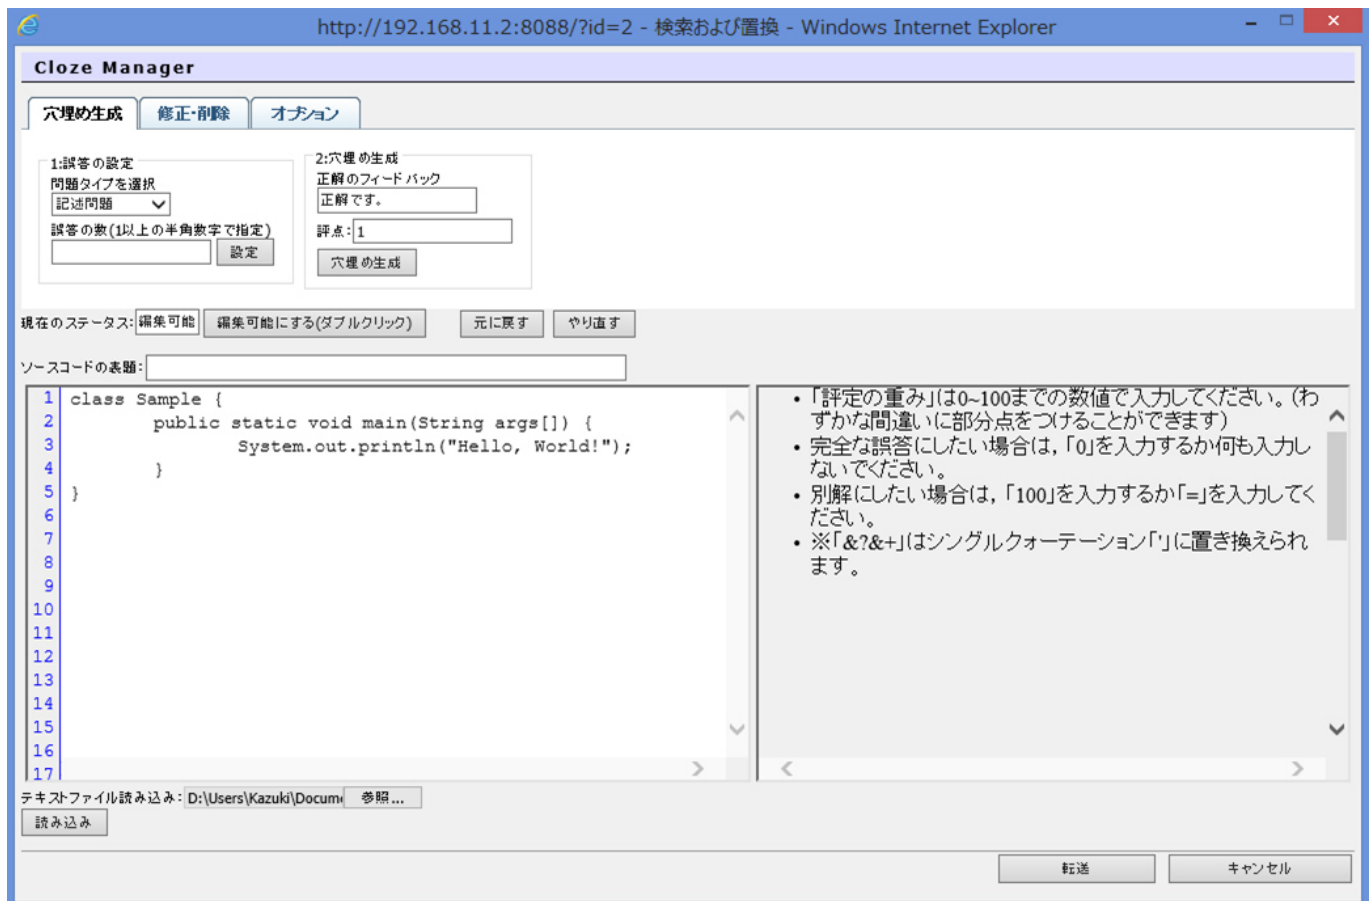 http://192.168.11.2:8088/?id=2 - 検索および置換 - Windows Internet Explorer
Cloze Manager
穴埋め生成 修正・削除 オプション
1:誤答の設定
問題タイプを選択
記述問題
誤答の数(1以上の半角数字で指定)
設定
2:穴埋め生成
正解のフィードバック
正解です。
評点:1
穴埋め生成
現在のステータス:編集可能 編集可能にする(ダブルクリック) 元に戻す やり直す
ソースコードの表題:
1 class Sample {
2 public static void main(String args[]) {
3 System.out.println("Hello, World!");
4 }
5 }
6
7
8
9
10
11
12
13
14
15
16
17
•「評定の重み」は0~100までの数値で入力してください。(わ
ずかな間違いに部分点をつけることができます)
•完全な誤答にしたい場合は,「0」を入力するか何も入力し
ないでください。
•別解にしたい場合は,「100」を入力するか「=」を入力してく
ださい。
•※「&?&+」はシングルクォーテーション「'」に置き換えられ
ます。
テキストファイル読み込み: D:\Users\Kazuki\Docum 参照...
読み込み
転送 キャンセル